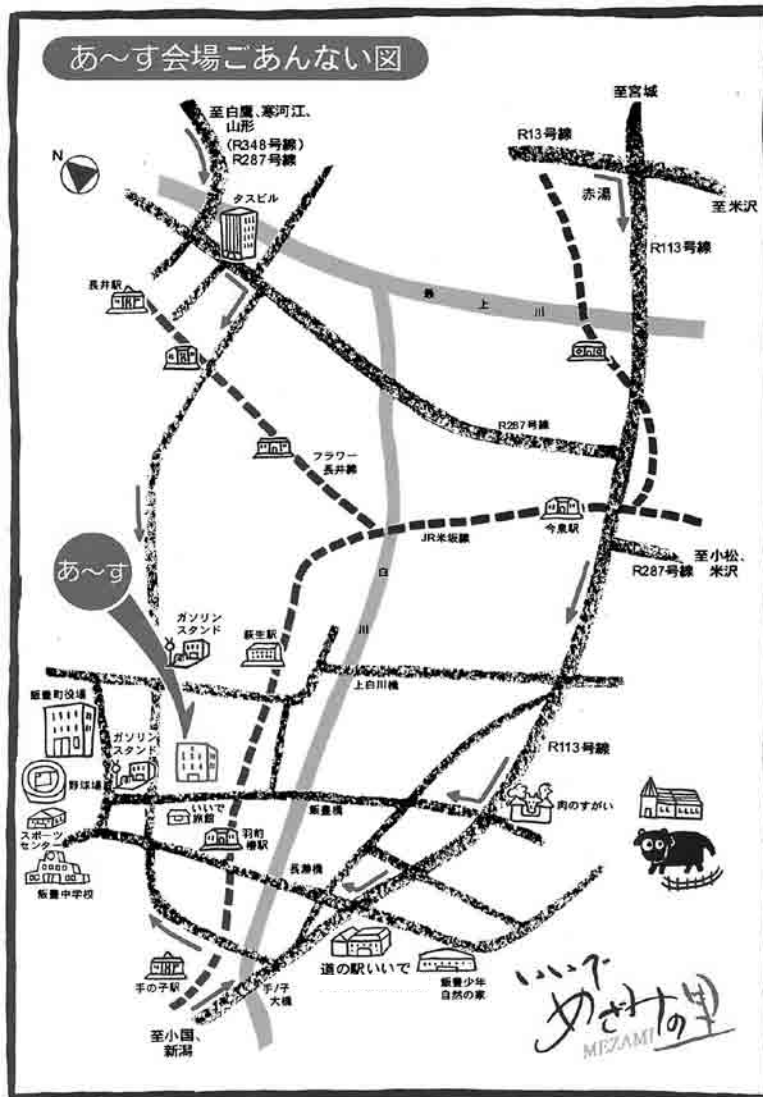 あ～す会場ごあんない図
至白鷹、寒河江、
山形
(R348号線)
R287号線
至宮城
R13号線
赤湯
至米沢
R113号線
N
タスビル
長井駅
最上川
R287号線
フラワー
長井線
今泉駅
JR米坂線
至小松、
米沢
R287号線
白川
あ～す
ガソリン
スタンド
萩生駅
上白川橋
飯豊町役場
ガソリン
スタンド
R113号線
野球場
いいで
旅館
飯豊橋
肉のすがい
スポーツ
センター
羽前
椿駅
飯豊中学校
長瀬橋
道の駅いいで
飯豊少年
自然の家
手の子駅
手ノ子
大橋
至小国、
新潟
いいで
めざみの里
MEZAMI